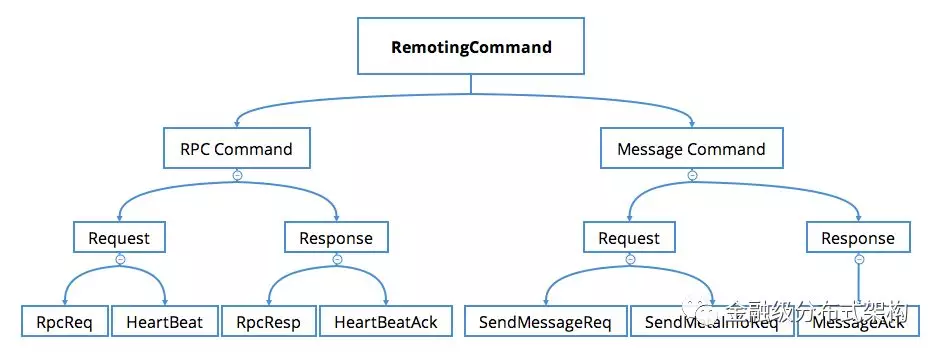 RemotingCommand
RPC Command
Message Command
Request
Response
Request
Response
RpcReq
HeartBeat
RpcResp
HeartBeatAck
SendMessageReq
SendMetaInfoReq
MessageAck
金融级分布式架构